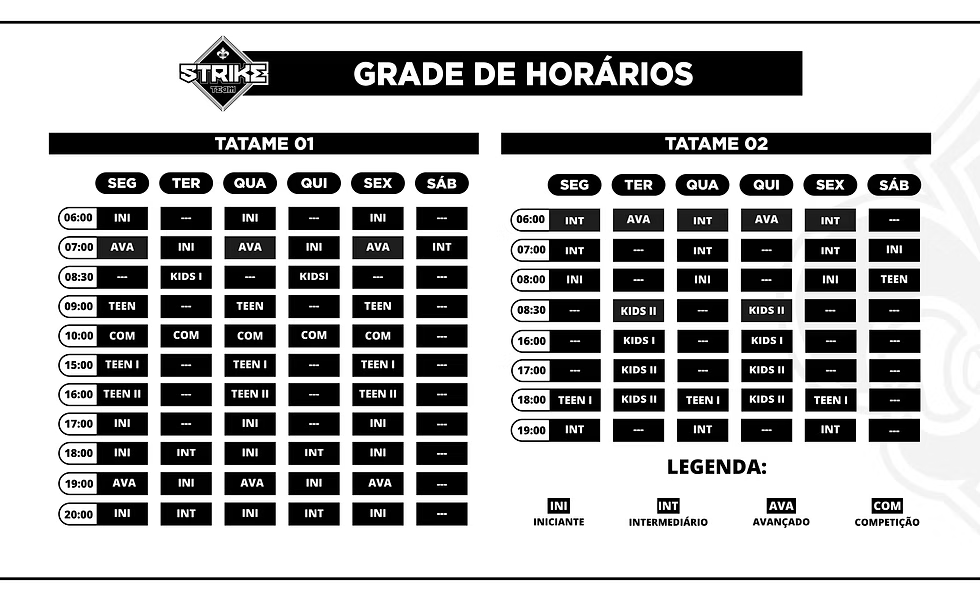 STRIKE
TEAM
GRADE DE HORÁRIOS
TATAME 01
SEG TER QUA QUI SEX SÁB
06:00 INI --- INI --- INI ---
07:00 AVA INI AVA INI AVA INT
08:30 --- KIDS I --- KIDSI --- ---
09:00 TEEN --- TEEN --- TEEN ---
10:00 COM COM COM COM COM ---
15:00 TEEN I --- TEEN I --- TEEN I ---
16:00 TEEN II --- TEEN II --- TEEN II ---
17:00 INI --- INI --- INI ---
18:00 INI INT INI INT INI ---
19:00 AVA INI AVA INI AVA ---
20:00 INI INT INI INT INI ---
TATAME 02
SEG TER QUA QUI SEX SÁB
06:00 INT AVA INT AVA INT ---
07:00 INT --- INT --- INT INI
08:00 INI --- INI --- INI TEEN
08:30 --- KIDS II --- KIDS II --- ---
16:00 --- KIDS I --- KIDS I --- ---
17:00 --- KIDS II --- KIDS II --- ---
18:00 TEEN I KIDS II TEEN I KIDS II TEEN I ---
19:00 INT --- INT --- INT ---
LEGENDA:
INI INT AVA COM
INICIANTE INTERMEDIÁRIO AVANÇADO COMPETIÇÃO